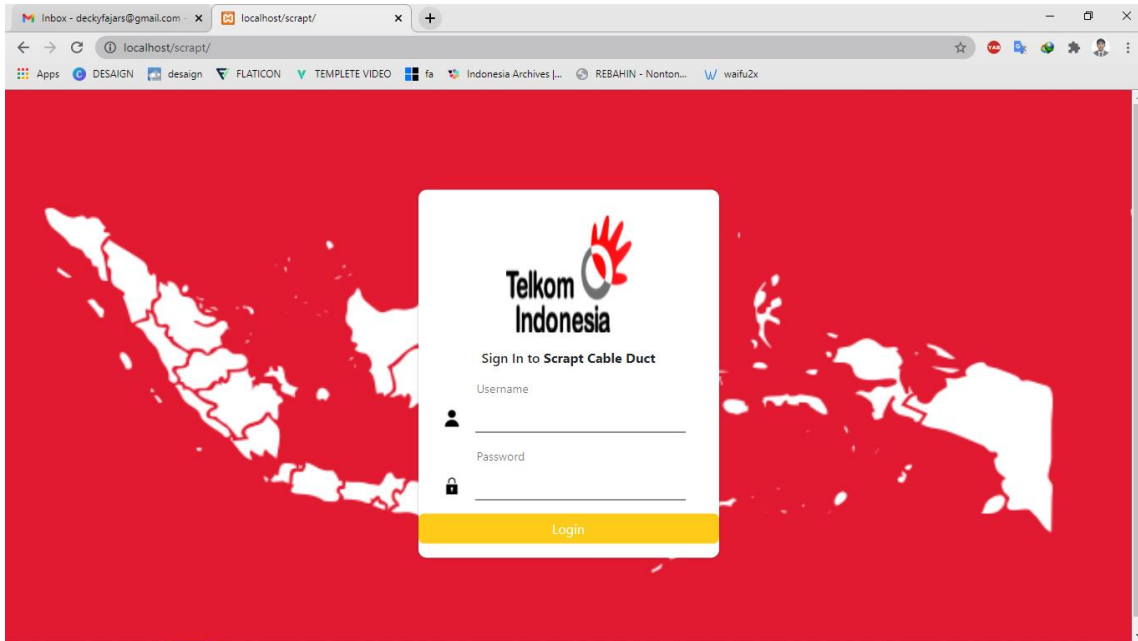 Inbox - deckyfajars@gmail.com -
localhost/scrapt/
localhost/scrapt/
Apps DESAIGN desaign FLATICON TEMPLETE VIDEO fa Indonesia Archives |... REBAHIN - Nonton... waifu2x
Telkom
Indonesia
Sign In to Scrapt Cable Duct
Username
Password
Login